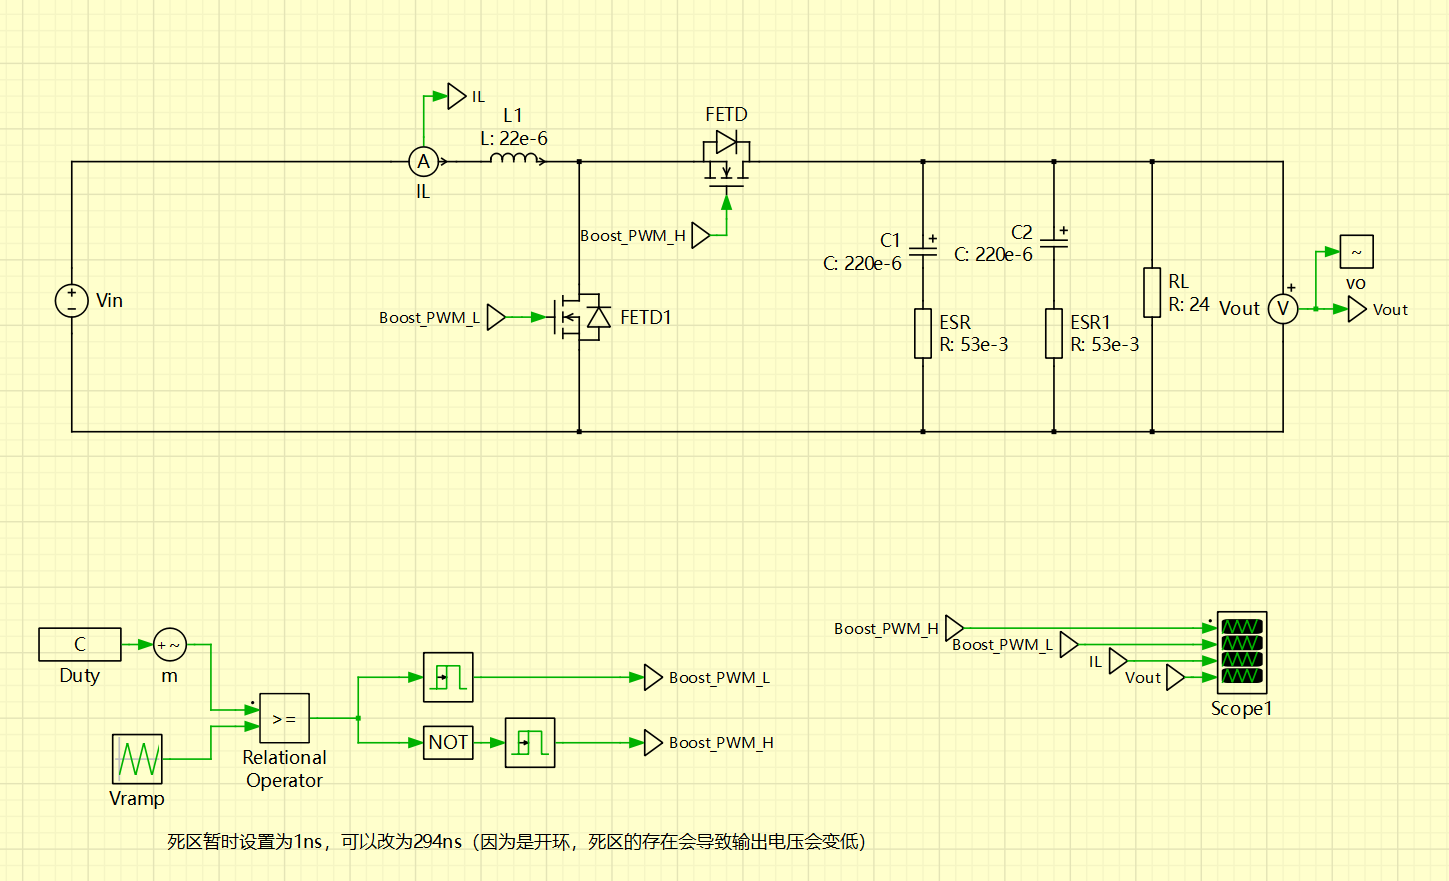 IL
L1
L: 22e-6
A
IL
FETD
Boost_PWM_H
Vin
Boost_PWM_L
FETD1
C1
C: 220e-6
C2
C: 220e-6
ESR
R: 53e-3
ESR1
R: 53e-3
RL
R: 24
Vout
V
~
vo
Vout
C
Duty
+ ~
m
>=
Relational
Operator
Vramp
NOT
Boost_PWM_L
Boost_PWM_H
Boost_PWM_H
Boost_PWM_L
IL
Vout
Scope1
死区暂时设置为1ns，可以改为294ns（因为是开环，死区的存在会导致输出电压会变低）